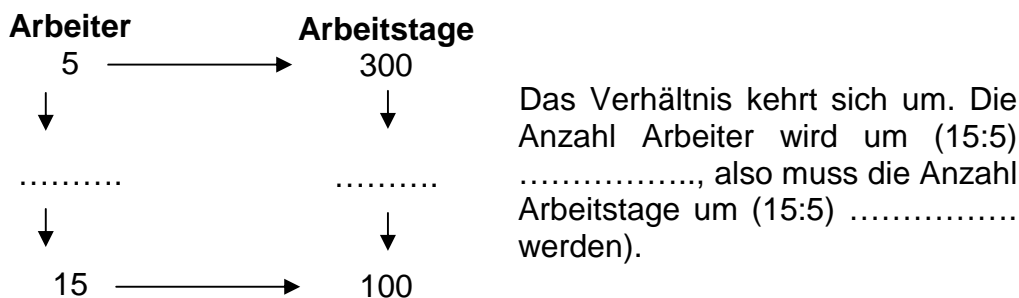 Arbeiter Arbeitstage
5 300
………. ……….
15 100
Das Verhältnis kehrt sich um. Die
Anzahl Arbeiter wird um (15:5)
…………….., also muss die Anzahl
Arbeitstage um (15:5) …………….
werden).